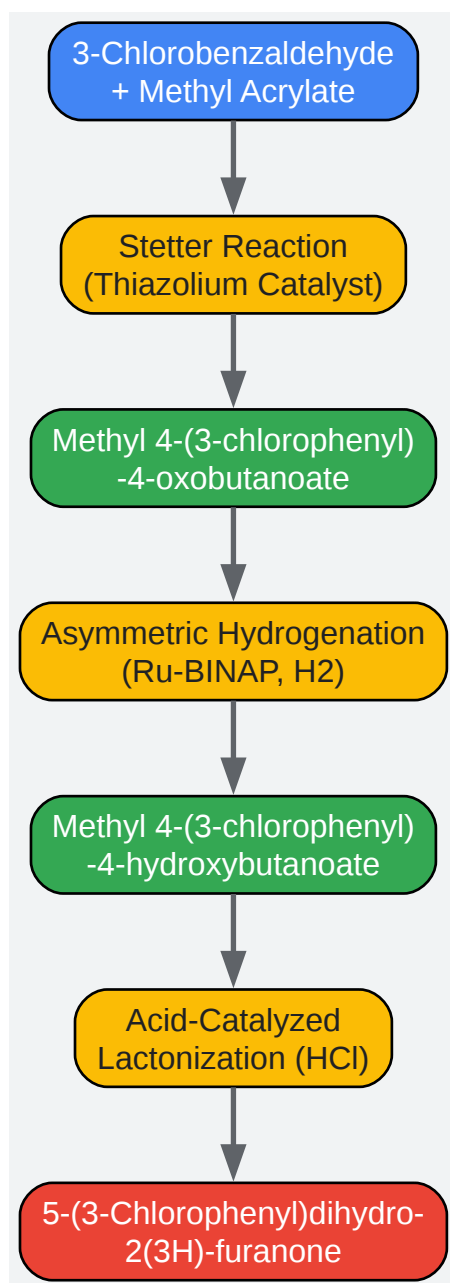 3-Chlorobenzaldehyde
+ Methyl Acrylate
Stetter Reaction
(Thiazolium Catalyst)
Methyl 4-(3-chlorophenyl)
-4-oxobutanoate
Asymmetric Hydrogenation
(Ru-BINAP, H2)
Methyl 4-(3-chlorophenyl)
-4-hydroxybutanoate
Acid-Catalyzed
Lactonization (HCl)
5-(3-Chlorophenyl)dihydro-
2(3H)-furanone